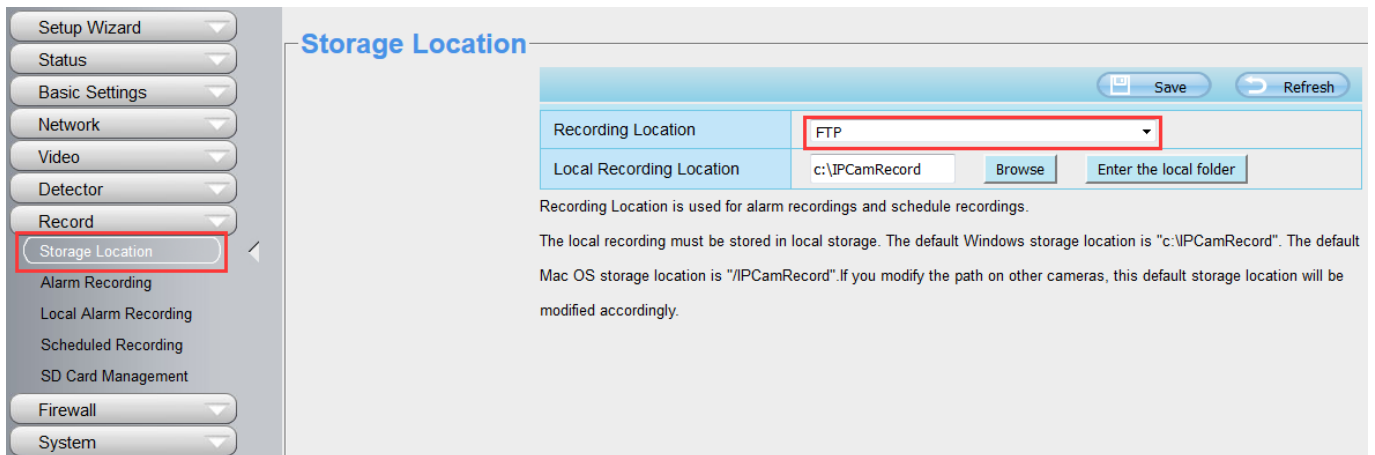 Setup Wizard
Status
Basic Settings
Network
Video
Detector
Record
Storage Location
Alarm Recording
Local Alarm Recording
Scheduled Recording
SD Card Management
Firewall
System
Storage Location
Save Refresh
Recording Location FTP
Local Recording Location c:\IPCamRecord Browse Enter the local folder
Recording Location is used for alarm recordings and schedule recordings.
The local recording must be stored in local storage. The default Windows storage location is "c:\IPCamRecord". The default
Mac OS storage location is "/IPCamRecord".If you modify the path on other cameras, this default storage location will be
modified accordingly.